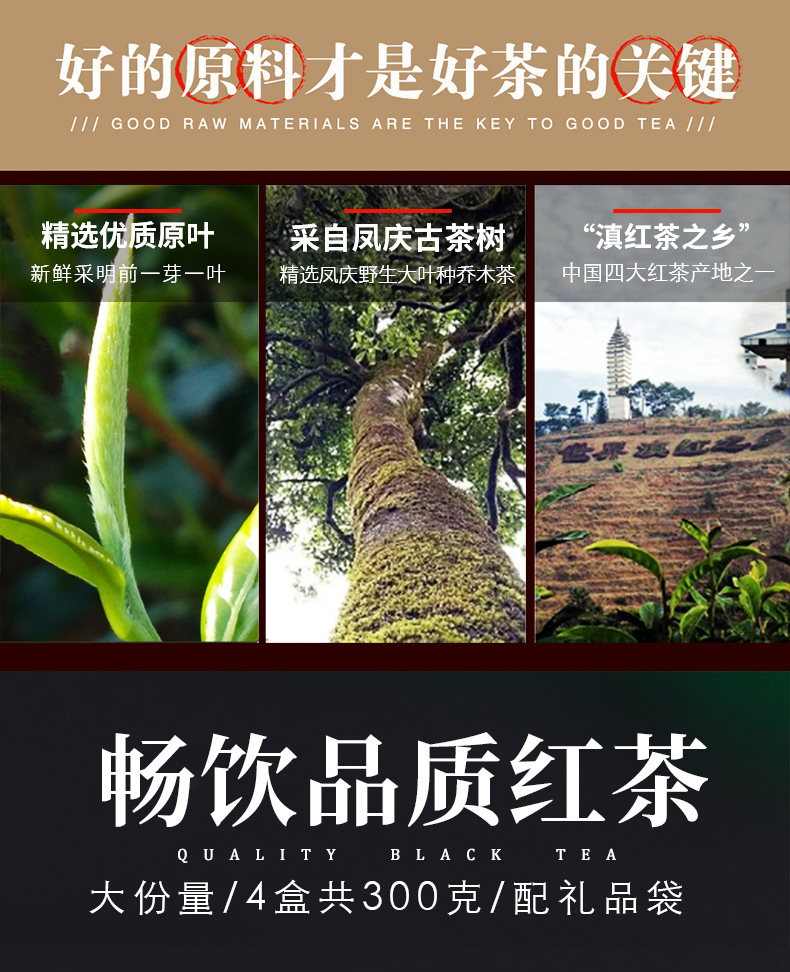 好的原料才是好茶的关键
/// GOOD RAW MATERIALS ARE THE KEY TO GOOD TEA ///
精选优质原叶
新鲜采明前一芽一叶
采自凤庆古茶树
精选凤庆野生大叶种乔木茶
“滇红茶之乡”
中国四大红茶产地之一
世界滇红之乡
畅饮品质红茶
QUALITY BLACK TEA
大份量/4盒共300克/配礼品袋